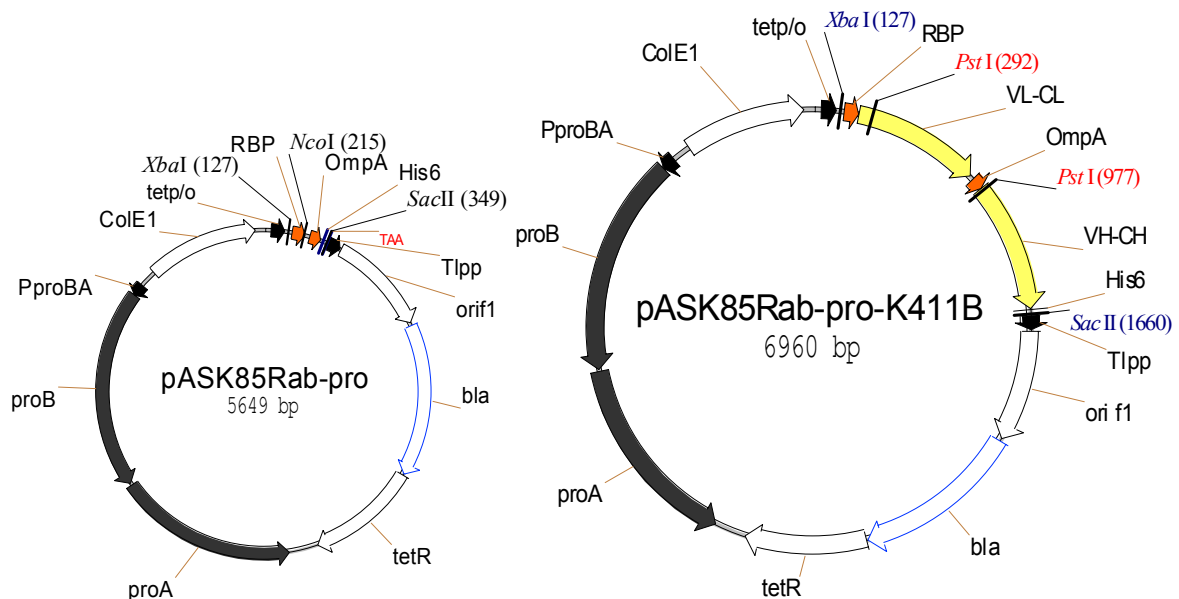 RBP
NcoI (215)
OmpA
XbaI (127)
His6
SacII (349)
tetp/o
TAA
ColE1
Tlpp
PproBA
orif1
pASK85Rab-pro
5649 bp
proB
bla
tetR
proA
XbaI (127)
tetp/o
RBP
ColE1
PstI (292)
VL-CL
PproBA
OmpA
PstI (977)
proB
VH-CH
His6
pASK85Rab-pro-K411B
6960 bp
SacII (1660)
Tlpp
ori f1
proA
bla
tetR